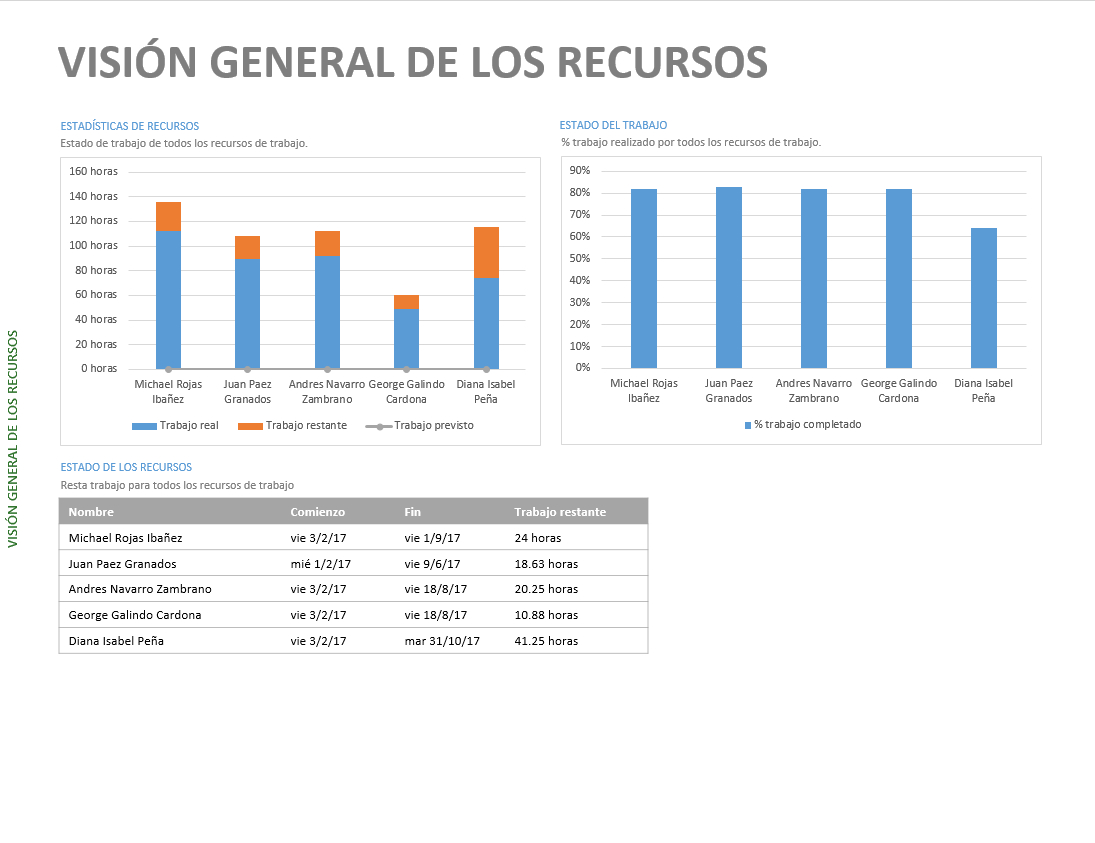 VISIÓN GENERAL DE LOS RECURSOS
ESTADÍSTICAS DE RECURSOS
Estado de trabajo de todos los recursos de trabajo.
160 horas
140 horas
120 horas
100 horas
80 horas
60 horas
40 horas
20 horas
0 horas
Michael Rojas Ibañez
Juan Paez Granados
Andres Navarro Zambrano
George Galindo Cardona
Diana Isabel Peña
Trabajo real
Trabajo restante
Trabajo previsto
ESTADO DEL TRABAJO
% trabajo realizado por todos los recursos de trabajo.
90%
80%
70%
60%
50%
40%
30%
20%
10%
0%
Michael Rojas Ibañez
Juan Paez Granados
Andres Navarro Zambrano
George Galindo Cardona
Diana Isabel Peña
% trabajo completado
VISIÓN GENERAL DE LOS RECURSOS
ESTADO DE LOS RECURSOS
Resta trabajo para todos los recursos de trabajo
Nombre Comienzo Fin Trabajo restante
Michael Rojas Ibañez vie 3/2/17 vie 1/9/17 24 horas
Juan Paez Granados mié 1/2/17 vie 9/6/17 18.63 horas
Andres Navarro Zambrano vie 3/2/17 vie 18/8/17 20.25 horas
George Galindo Cardona vie 3/2/17 vie 18/8/17 10.88 horas
Diana Isabel Peña vie 3/2/17 mar 31/10/17 41.25 horas